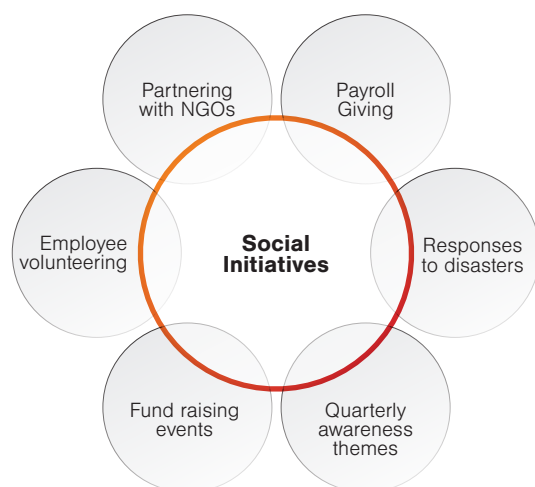 Partnering
with NGOs
Payroll
Giving
Employee
volunteering
Social
Initiatives
Responses
to disasters
Fund raising
events
Quarterly
awareness
themes